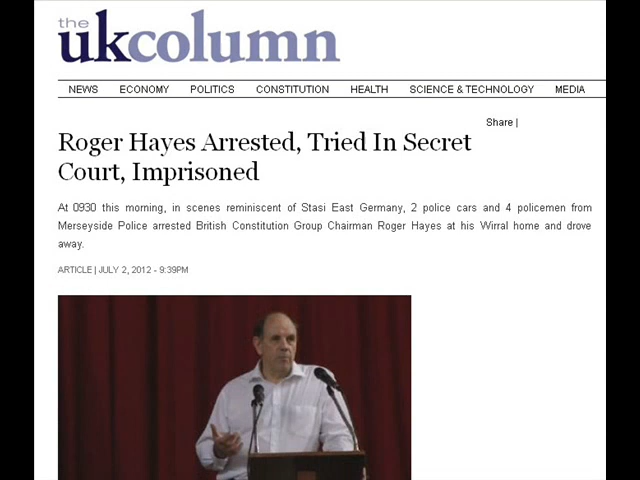 the
ukcolumn
NEWS ECONOMY POLITICS CONSTITUTION HEALTH SCIENCE & TECHNOLOGY MEDIA
Share |
Roger Hayes Arrested, Tried In Secret
Court, Imprisoned
At 0930 this morning, in scenes reminiscent of Stasi East Germany, 2 police cars and 4 policemen from
Merseyside Police arrested British Constitution Group Chairman Roger Hayes at his Wirral home and drove
away.
ARTICLE | JULY 2, 2012 - 9:39PM